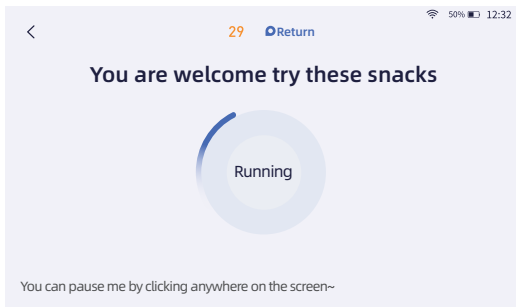 50% 12:32
29 Return
You are welcome try these snacks
Running
You can pause me by clicking anywhere on the screen~